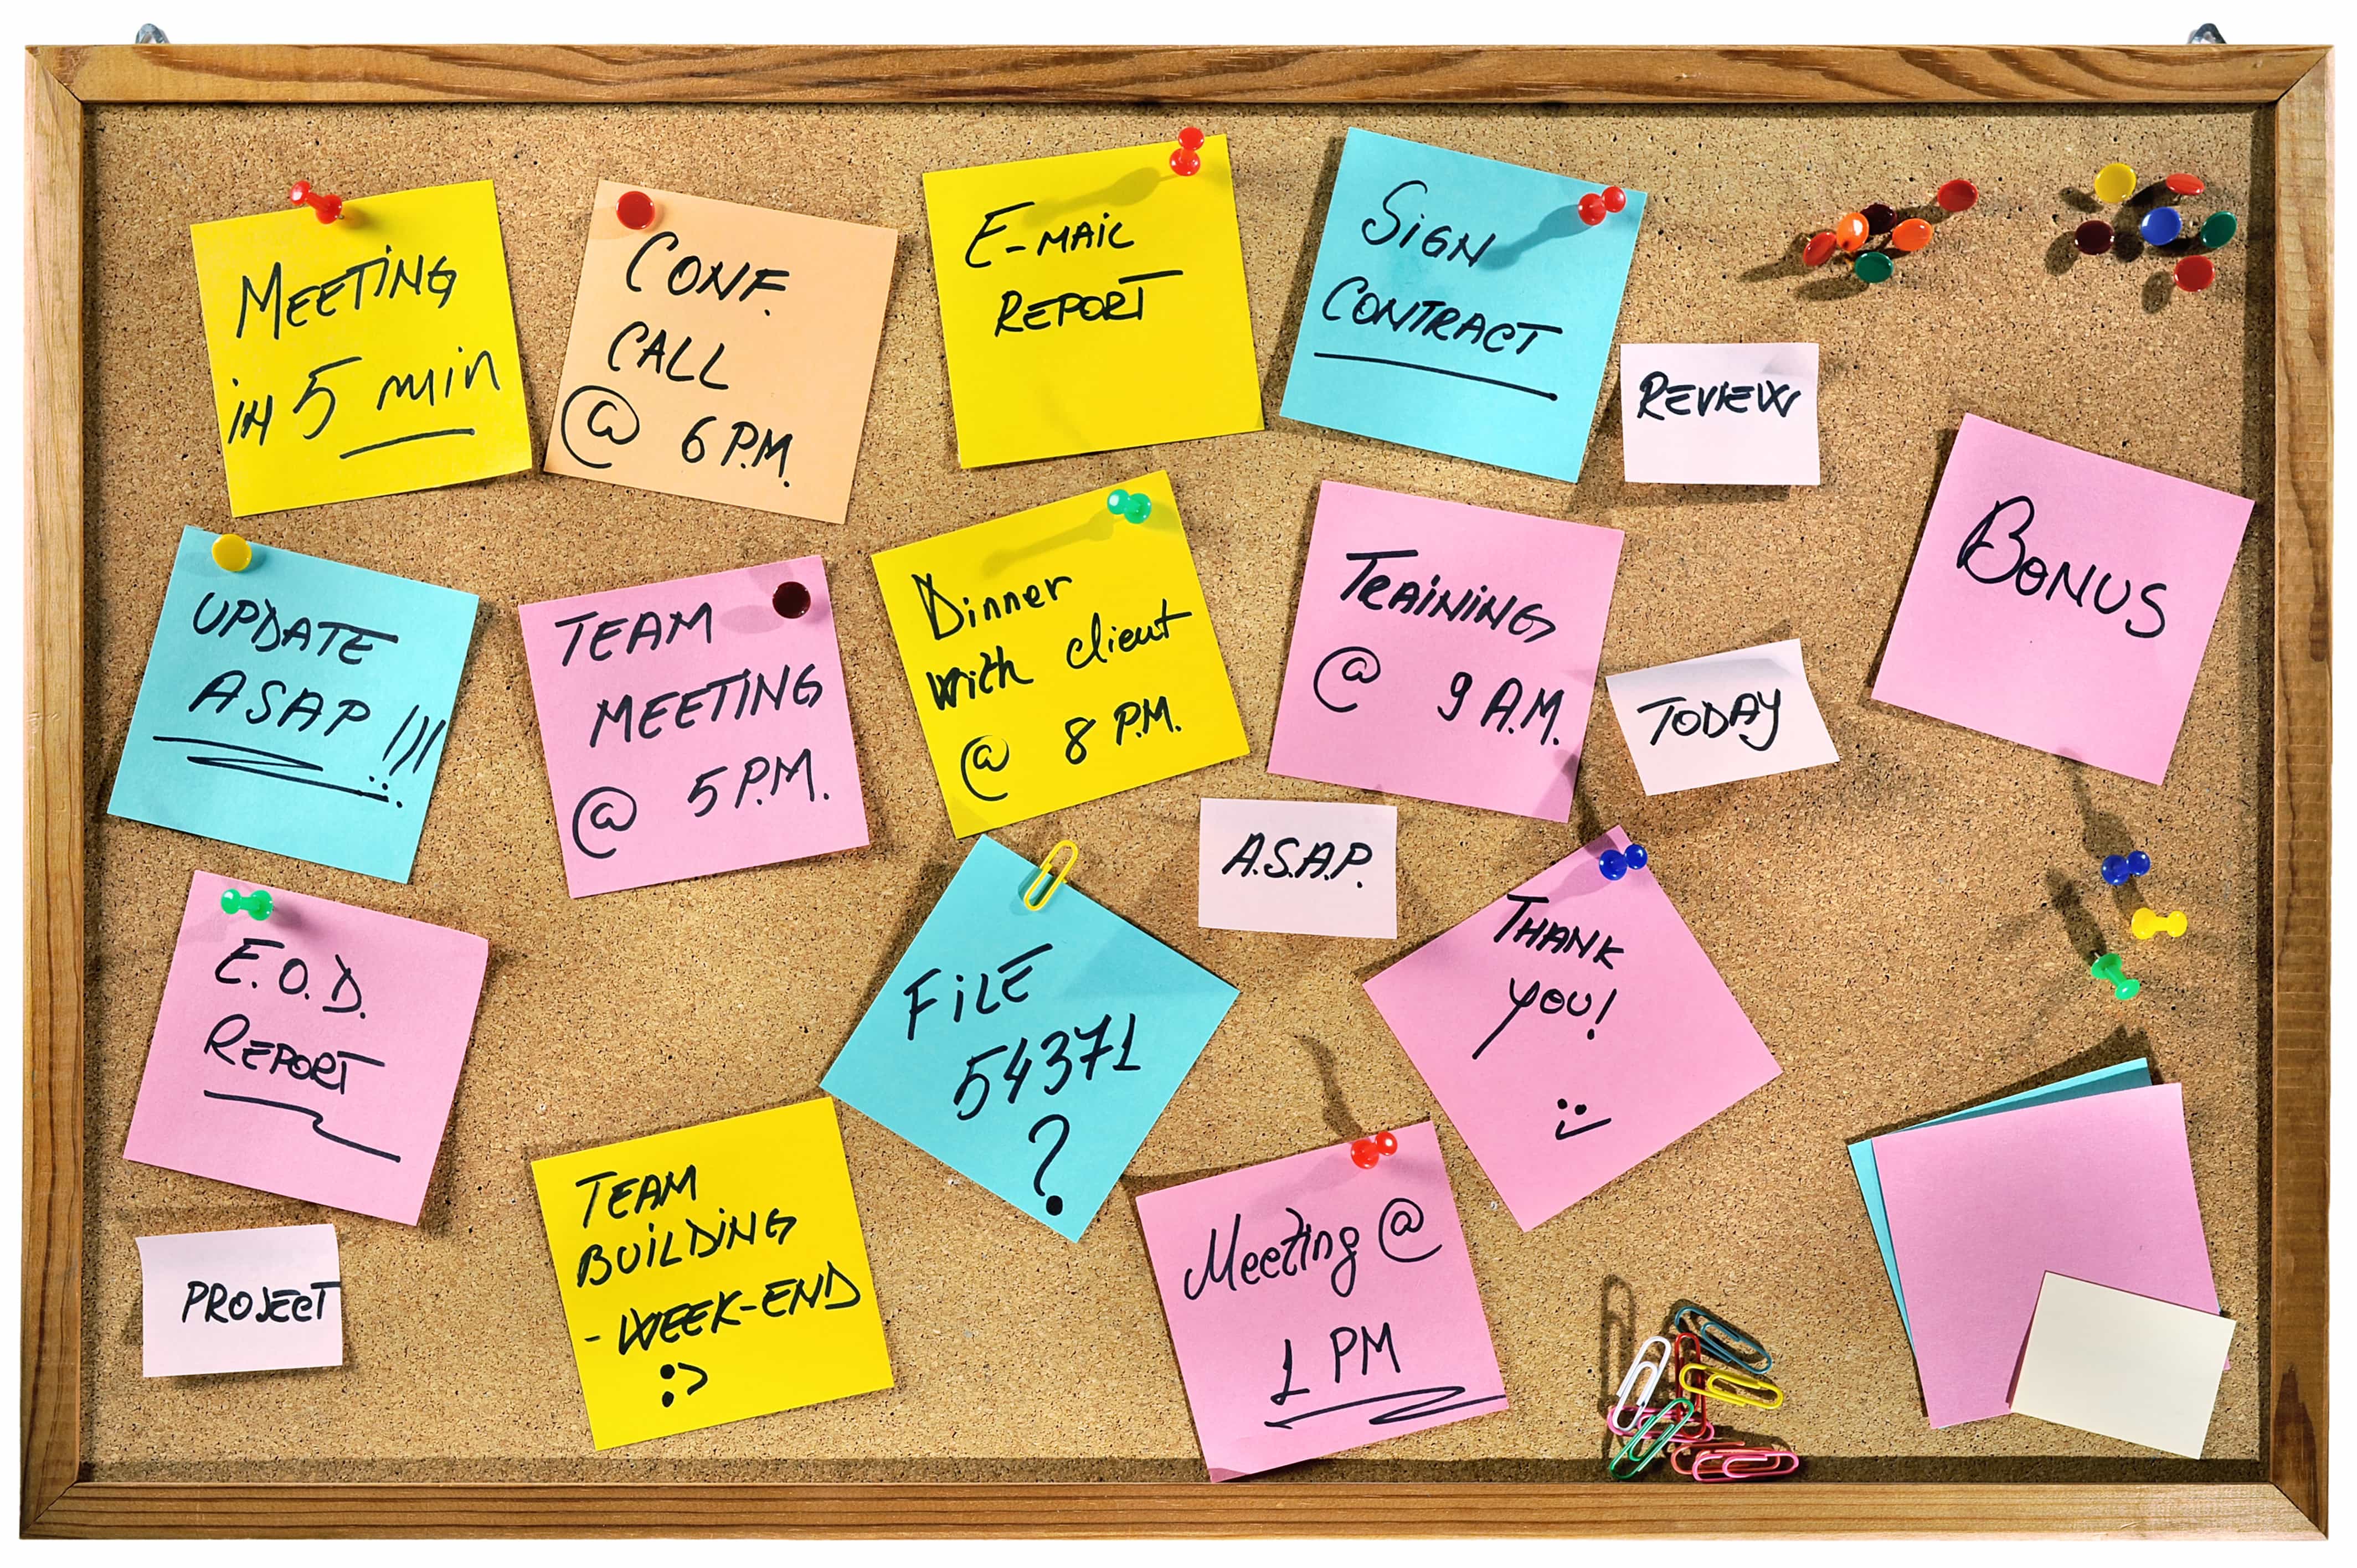 MEETiNG
iN 5 min
CONF.
CALL
@ 6 P.M.
E-MAiL
REPORT
SiGN
CONTRACT
REVIEW
BONUS
UPDATE
ASAP!!!
TEAM
MEETING
@ 5 P.M.
Dinner
with client
@ 8 P.M.
TRAiNiNG
@ 9 A.M.
TODAY
A.S.A.P.
E.O.D.
REPORT
FiLE
54371
?
THANK
YOU!
:)
PROJECT
TEAM
BUiLDiNG
- WEEK-END
:)
Meeting @
1 PM